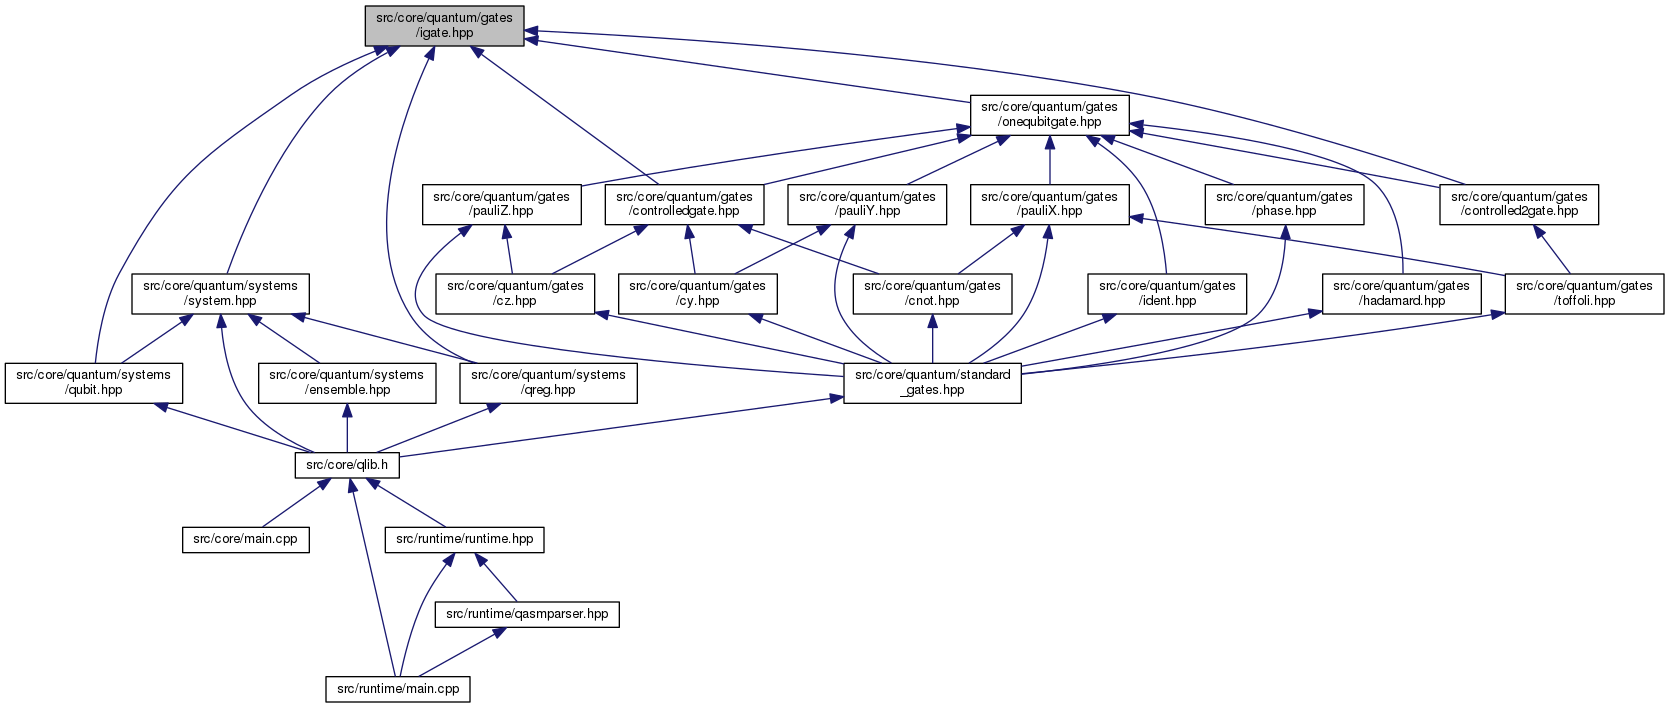 src/core/quantum/gates
/igate.hpp
src/core/quantum/gates
/onequbitgate.hpp
src/core/quantum/gates
/pauliZ.hpp
src/core/quantum/gates
/controlledgate.hpp
src/core/quantum/gates
/pauliY.hpp
src/core/quantum/gates
/pauliX.hpp
src/core/quantum/gates
/phase.hpp
src/core/quantum/gates
/controlled2gate.hpp
src/core/quantum/systems
/system.hpp
src/core/quantum/gates
/cz.hpp
src/core/quantum/gates
/cy.hpp
src/core/quantum/gates
/cnot.hpp
src/core/quantum/gates
/ident.hpp
src/core/quantum/gates
/hadamard.hpp
src/core/quantum/gates
/toffoli.hpp
src/core/quantum/systems
/qubit.hpp
src/core/quantum/systems
/ensemble.hpp
src/core/quantum/systems
/qreg.hpp
src/core/quantum/standard
_gates.hpp
src/core/qlib.h
src/core/main.cpp
src/runtime/runtime.hpp
src/runtime/qasmparser.hpp
src/runtime/main.cpp